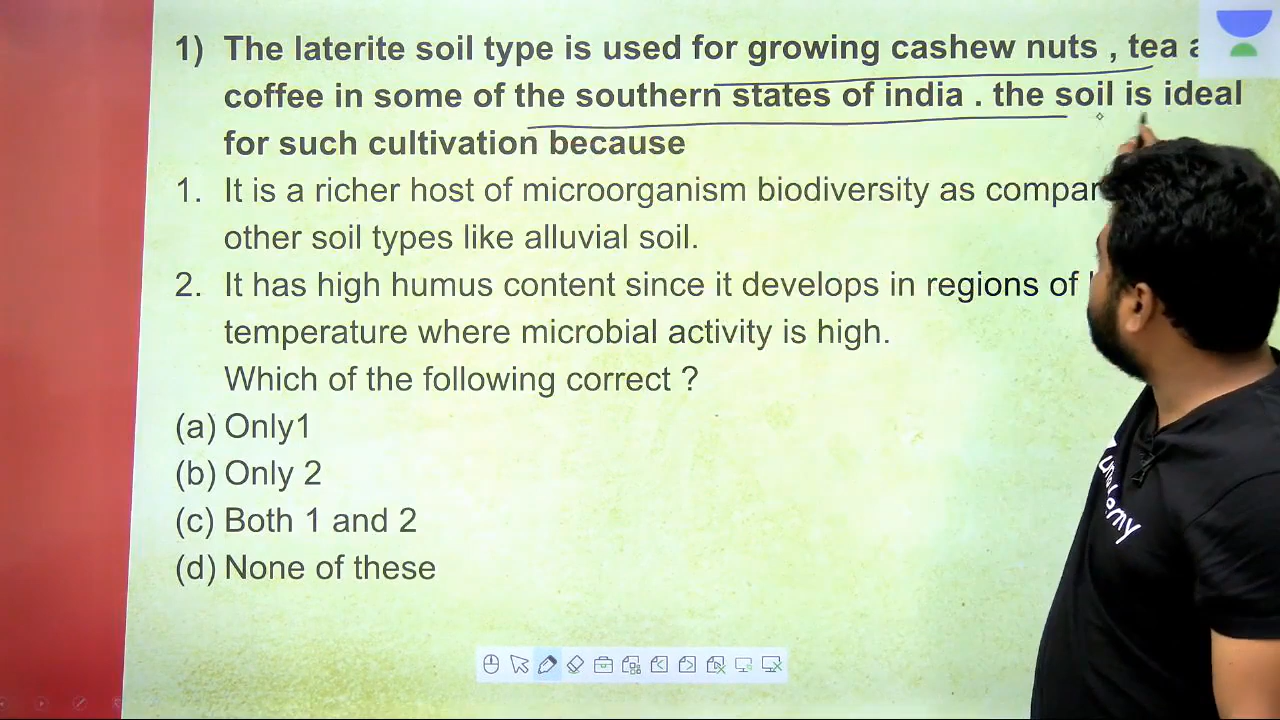 1) The laterite soil type is used for growing cashew nuts , tea
coffee in some of the southern states of india . the soil is ideal
for such cultivation because
1. It is a richer host of microorganism biodiversity as
other soil types like alluvial soil.
2. It has high humus content since it develops in regions of
temperature where microbial activity is high.
Which of the following correct ?
(a) Only1
(b) Only 2
(c) Both 1 and 2
(d) None of these